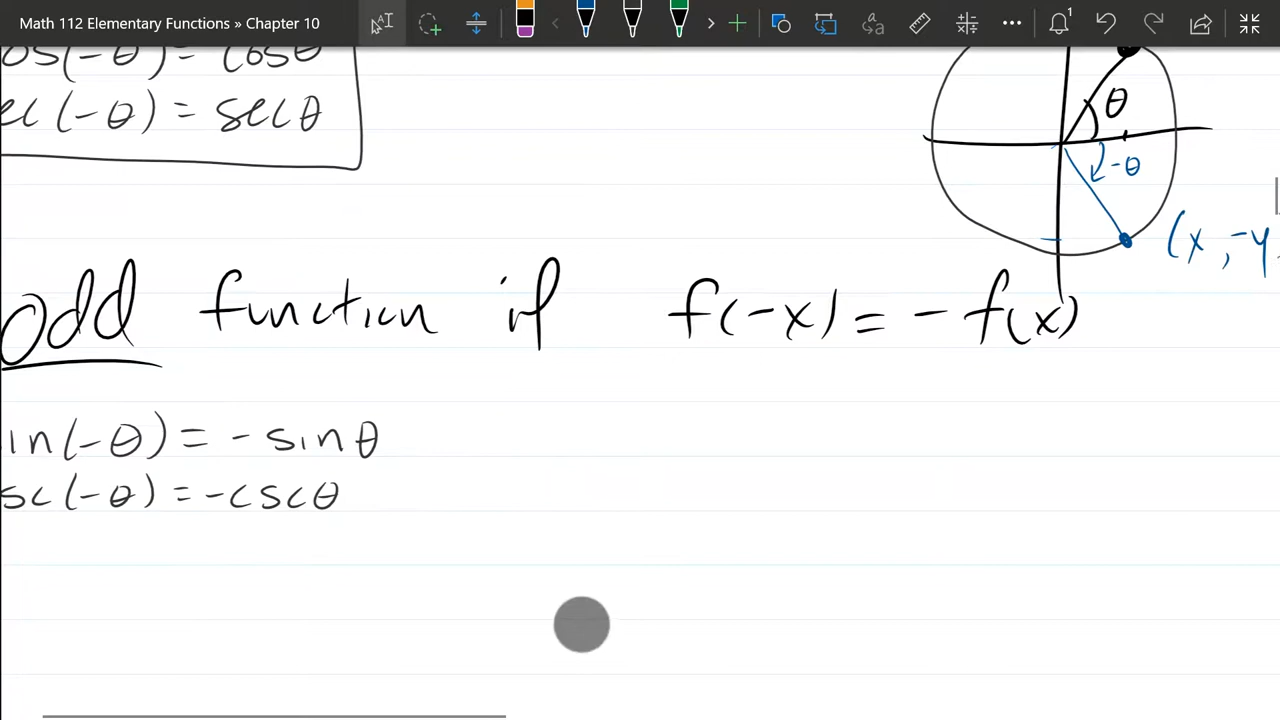 Math 112 Elementary Functions » Chapter 10
os(-θ) = cosθ
ec(-θ) = secθ
θ
-θ
(x, -y
Odd function if f(-x) = -f(x)
in(-θ) = -sinθ
sc(-θ) = -cscθ